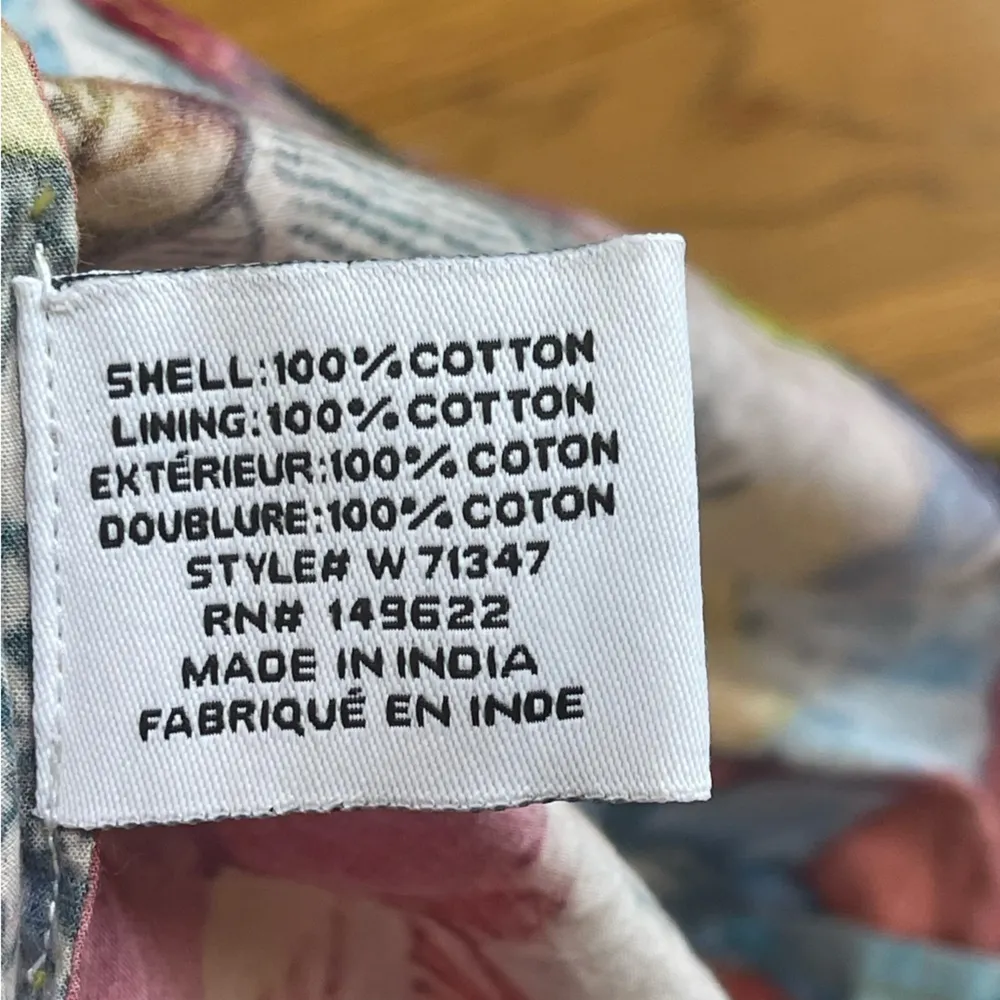 SHELL:100%COTTON
LINING:100%COTTON
EXTÉRIEUR:100%COTON
DOUBLURE:100%COTON
STYLE# W 71347
RN# 149622
MADE IN INDIA
FABRIQUÉ EN INDE